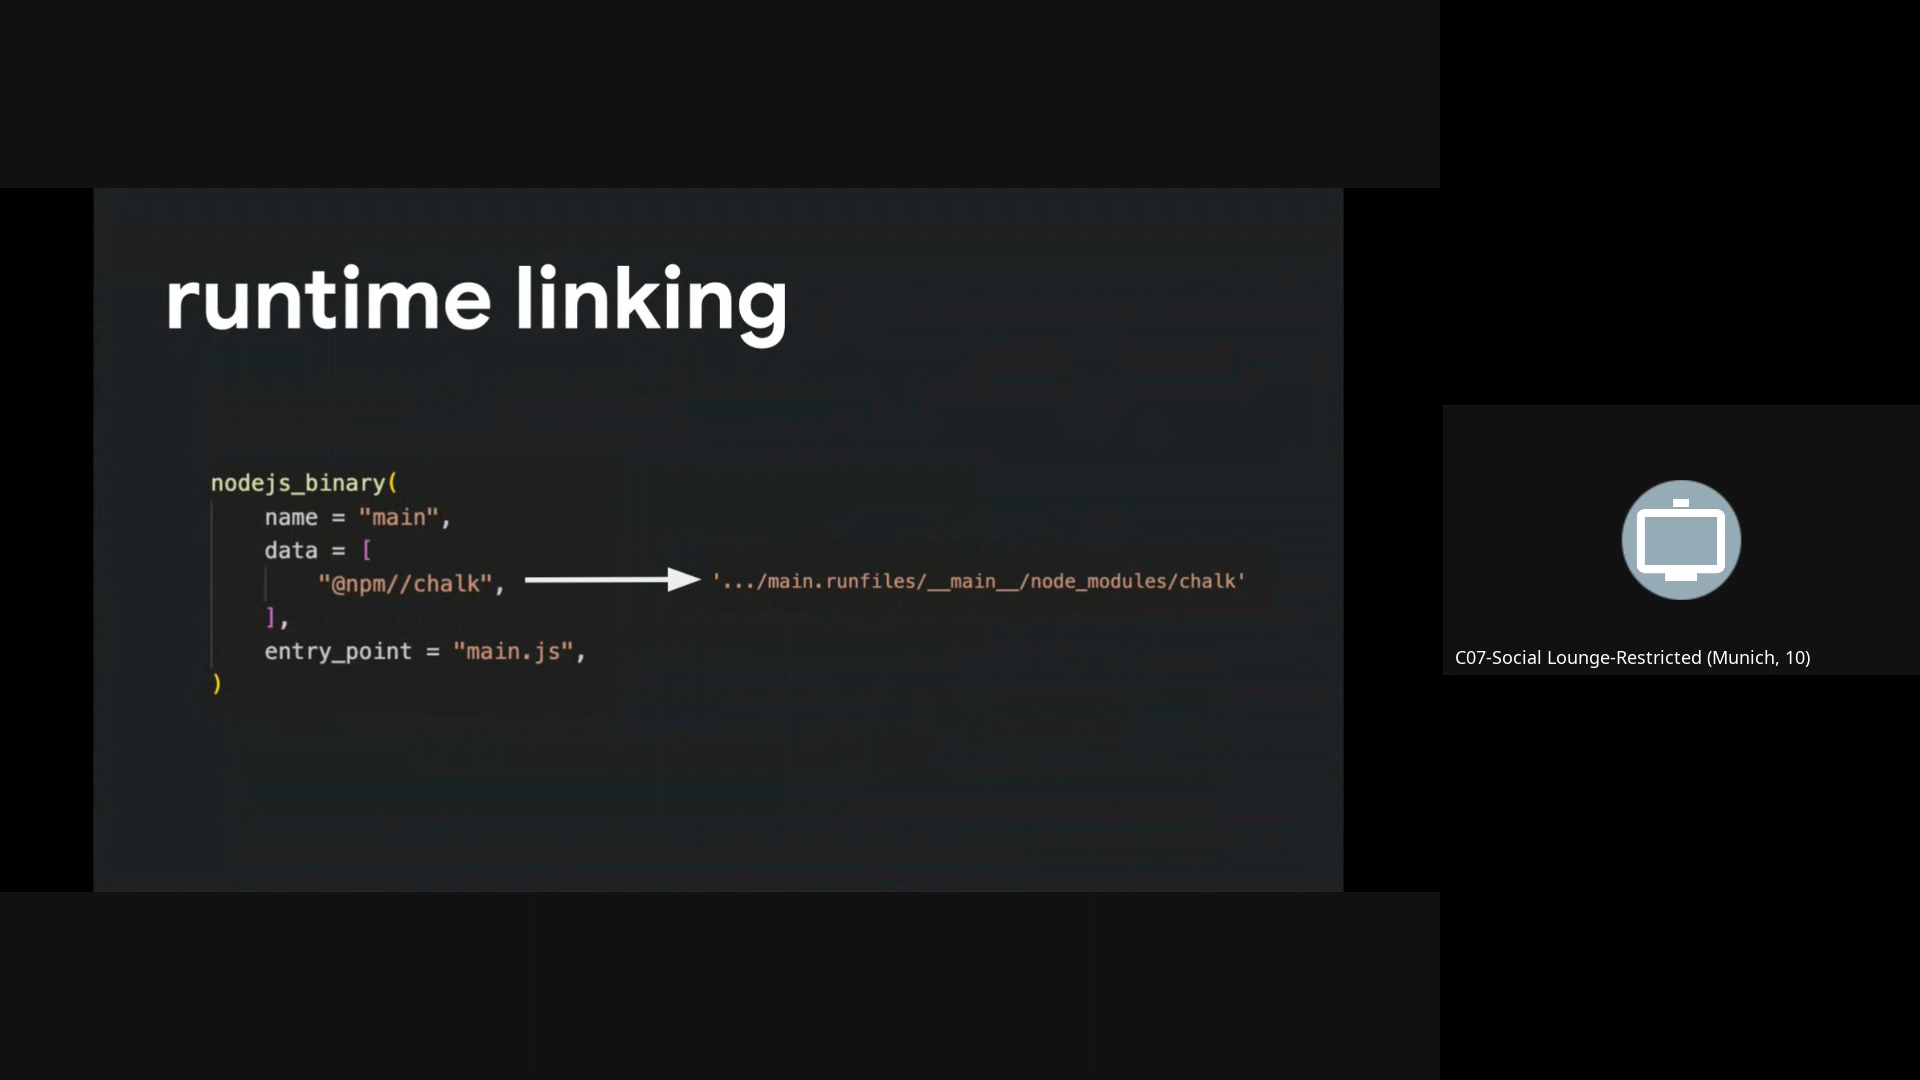 runtime linking
nodejs_binary(
    name = "main",
    data = [
        "@npm//chalk",
'.../main.runfiles/__main__/node_modules/chalk'
    ],
    entry_point = "main.js",
)
C07-Social Lounge-Restricted (Munich, 10)